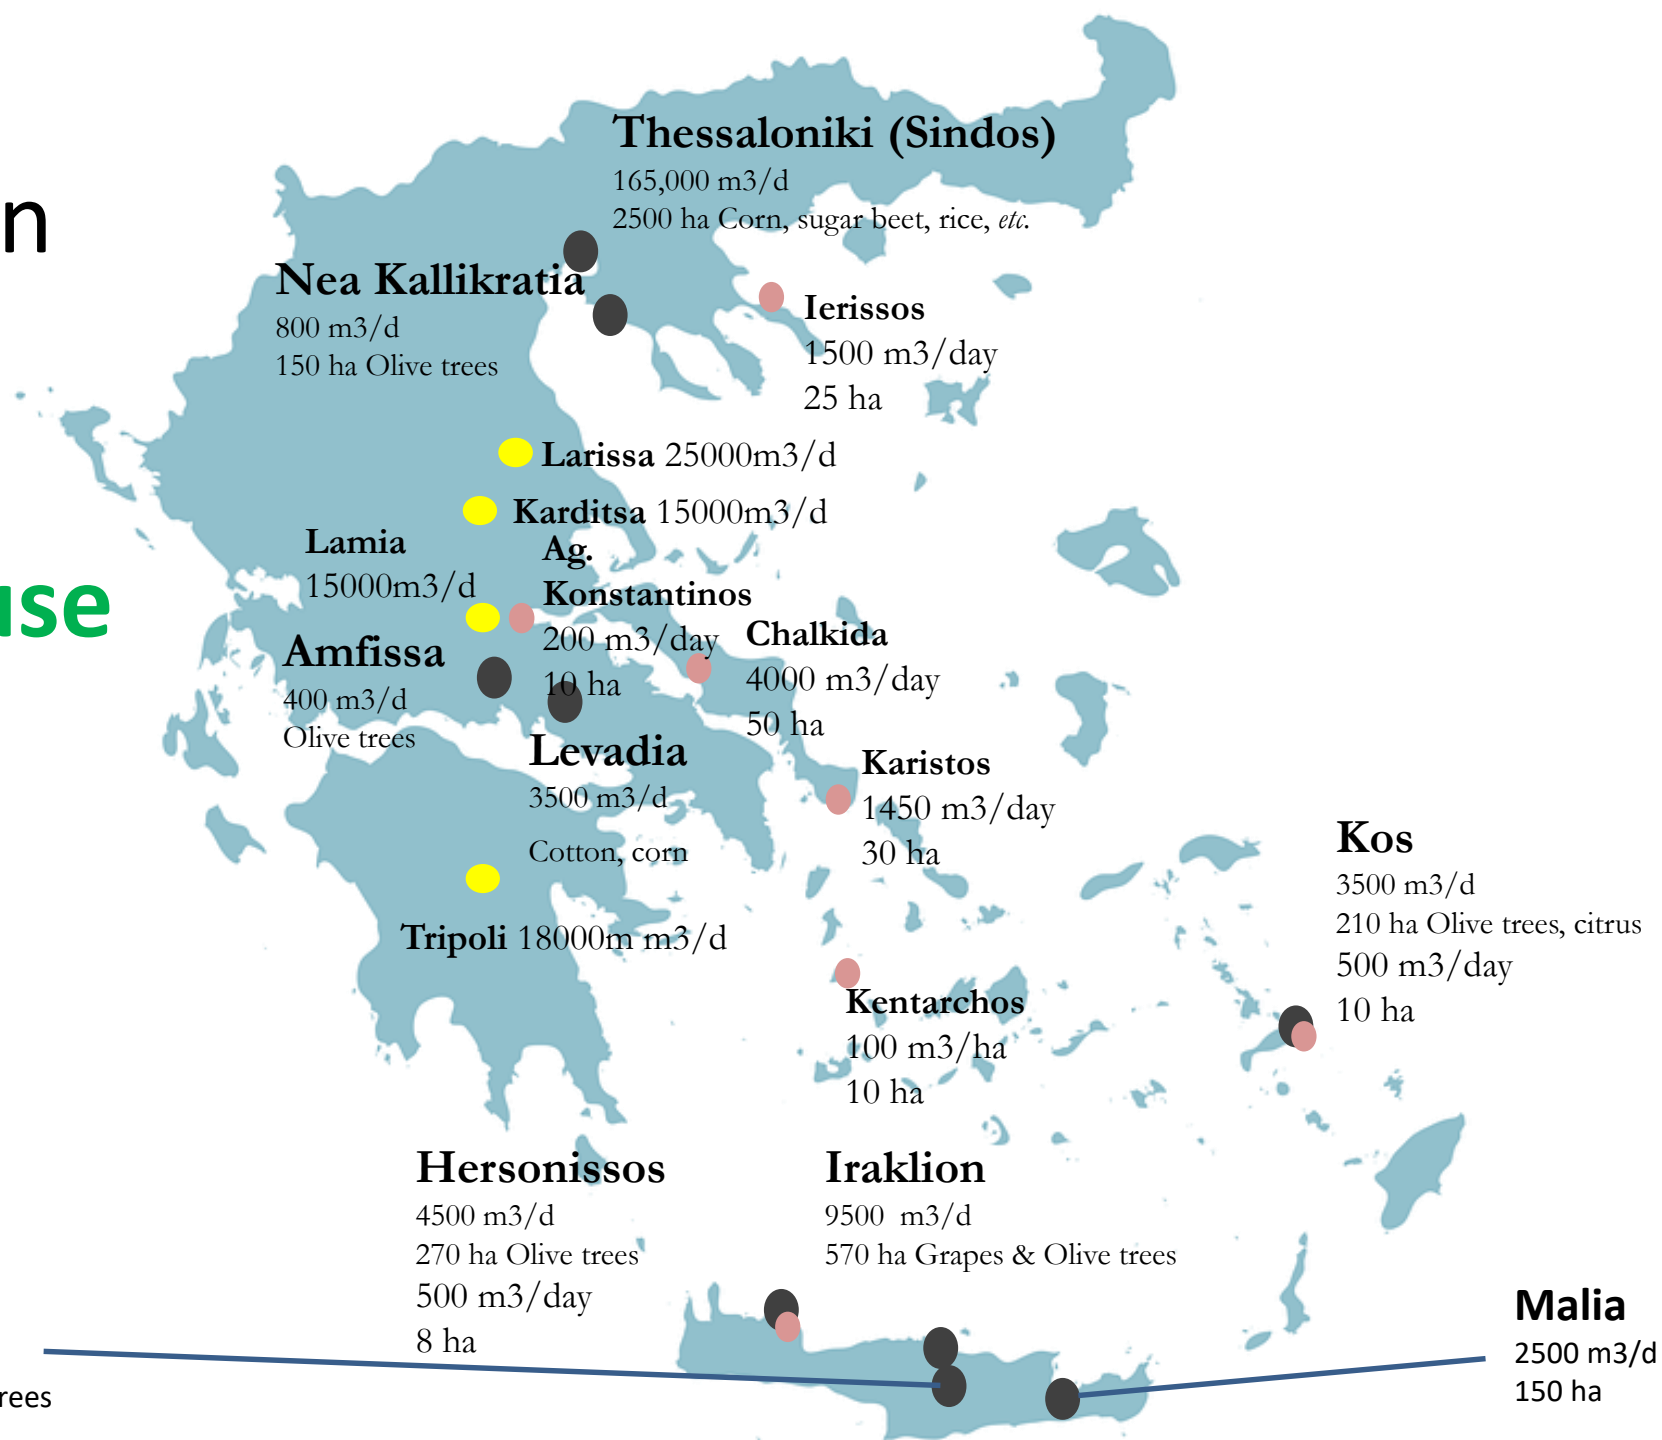 n
Thessaloniki (Sindos)
165,000 m3/d
2500 ha Corn, sugar beet, rice, etc.
Nea Kallikratia
800 m3/d
150 ha Olive trees
Ierissos
1500 m3/day
25 ha
Larissa 25000m3/d
Karditsa 15000m3/d
Lamia
15000m3/d
Ag.
Konstantinos
200 m3/day
10 ha
use
Amfissa
400 m3/d
Olive trees
Chalkida
4000 m3/day
50 ha
Levadia
3500 m3/d
Cotton, corn
Karistos
1450 m3/day
30 ha
Kos
3500 m3/d
210 ha Olive trees, citrus
500 m3/day
10 ha
Tripoli 18000m m3/d
Kentarchos
100 m3/ha
10 ha
Hersonissos
4500 m3/d
270 ha Olive trees
500 m3/day
8 ha
Iraklion
9500 m3/d
570 ha Grapes & Olive trees
Malia
2500 m3/d
150 ha
rees